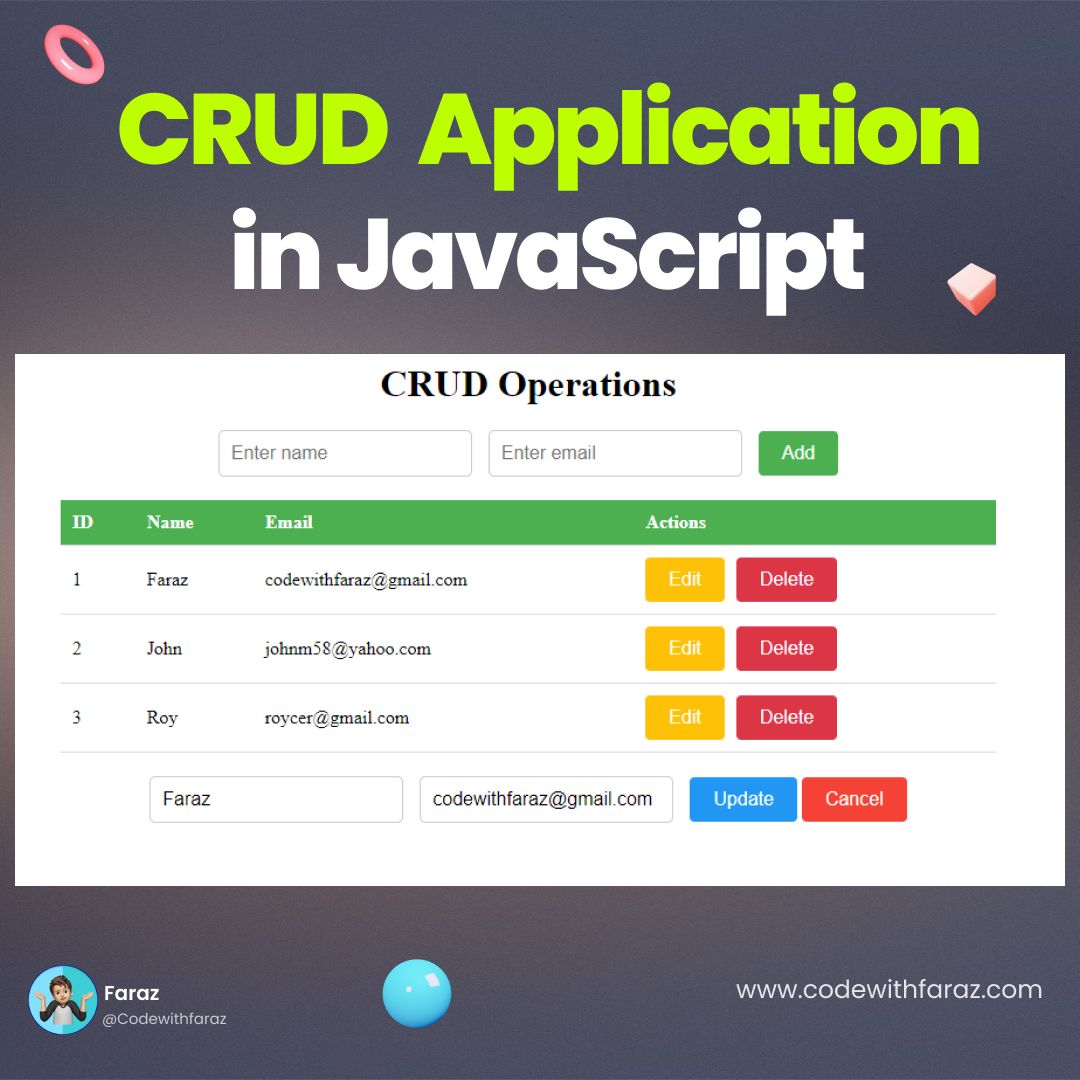 CRUD Application
in JavaScript
CRUD Operations
Enter name Enter email Add
ID Name Email Actions
1 Faraz codewithfaraz@gmail.com Edit Delete
2 John johnm58@yahoo.com Edit Delete
3 Roy roycer@gmail.com Edit Delete
Faraz codewithfaraz@gmail.com Update Cancel
Faraz
@Codewithfaraz
www.codewithfaraz.com